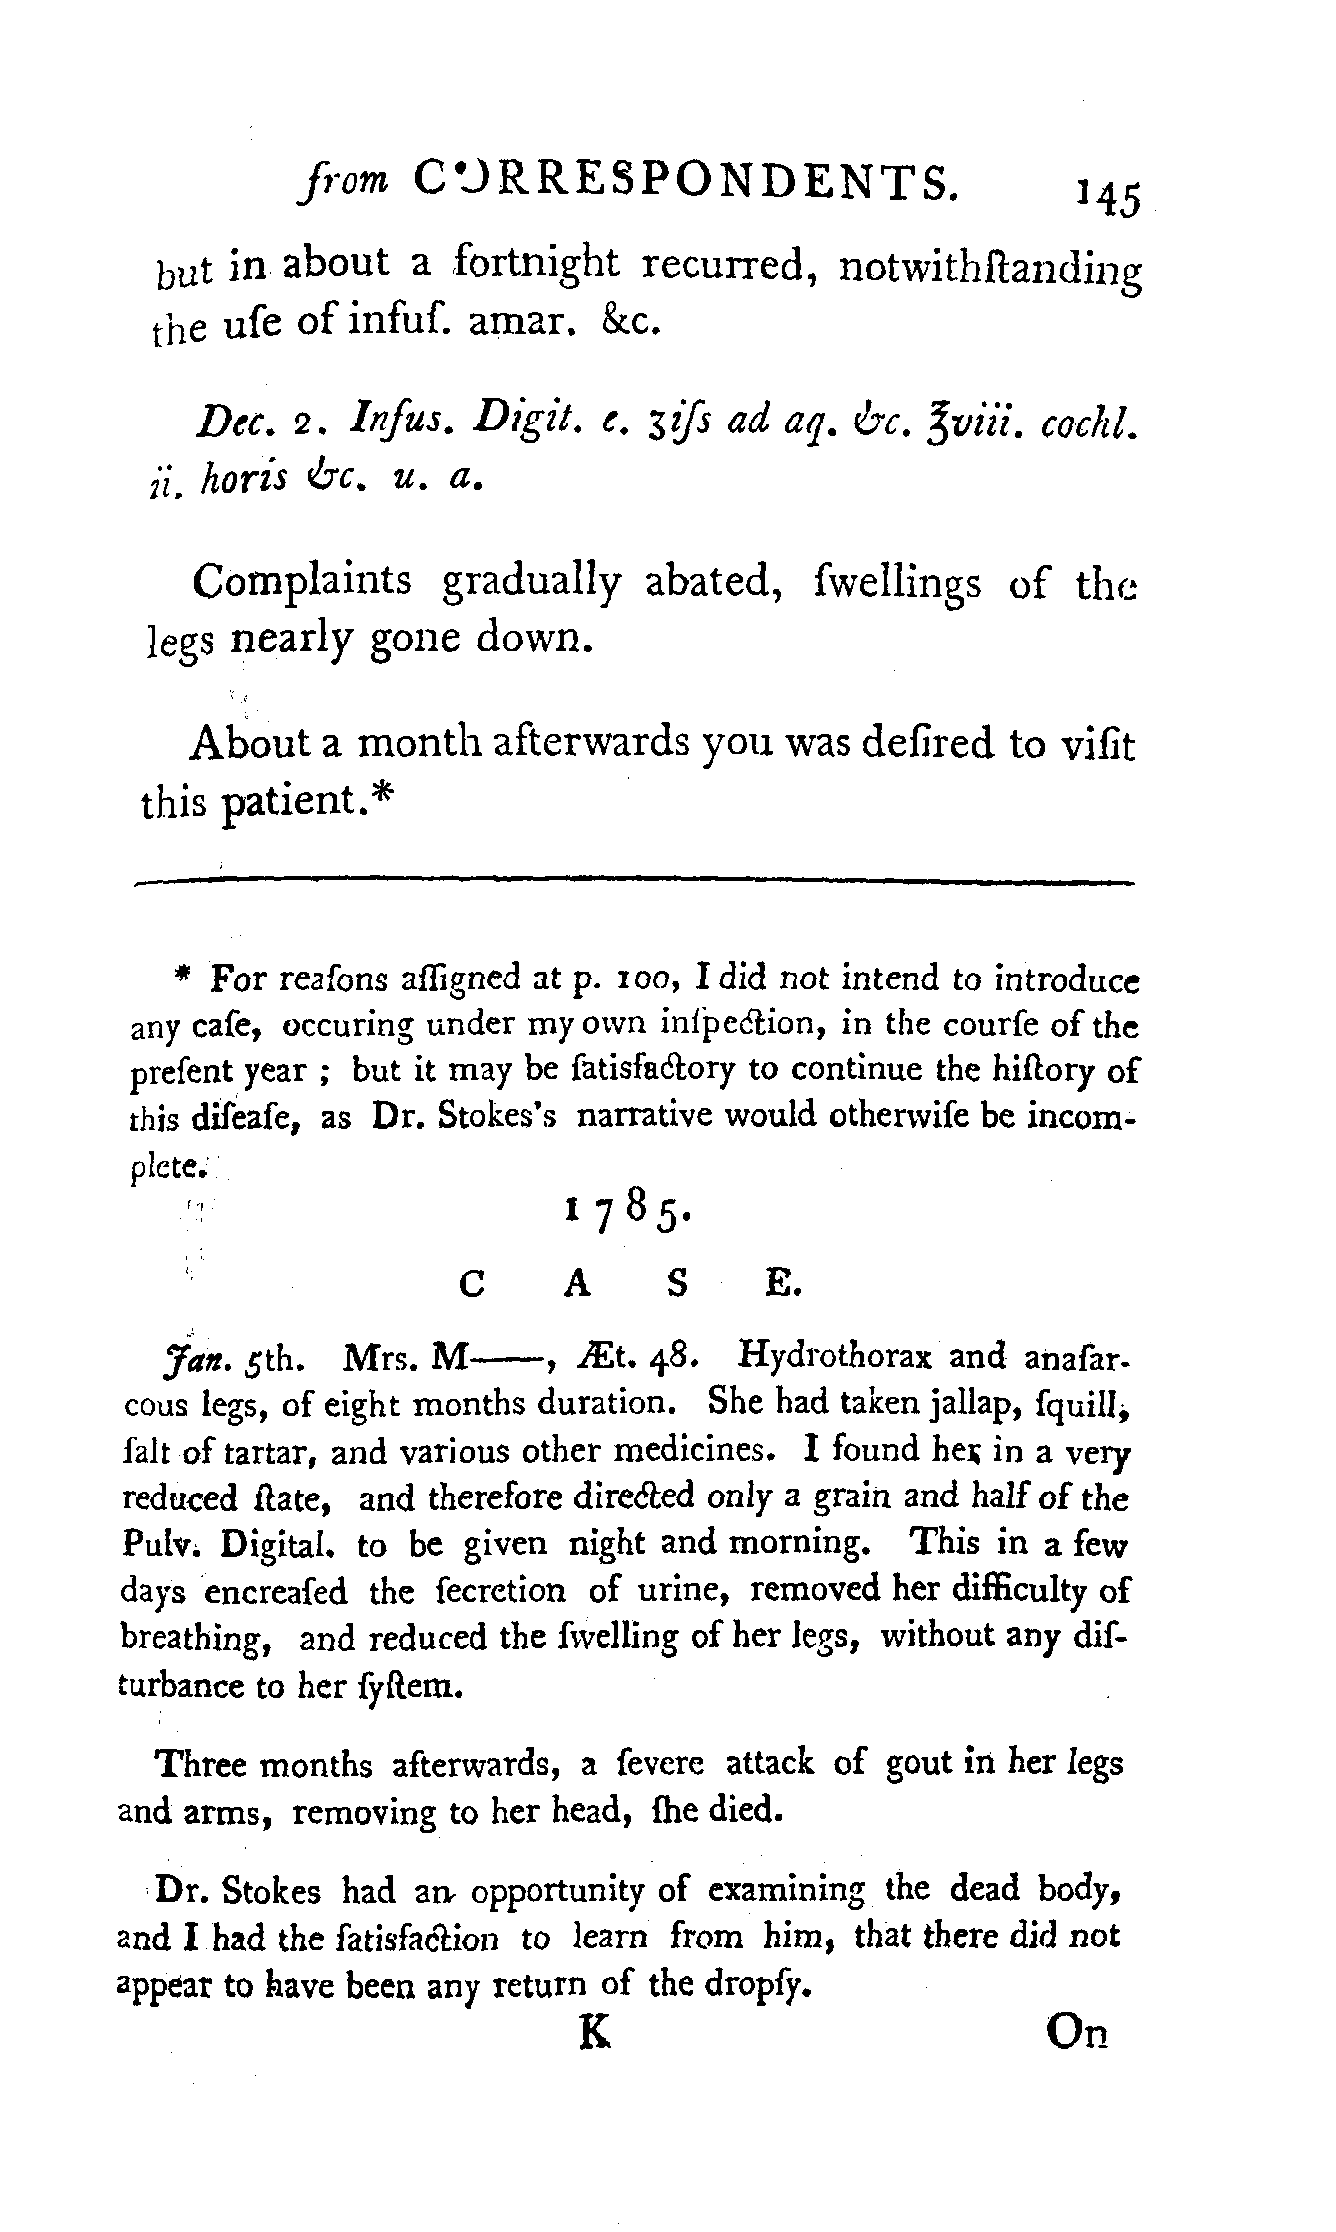 from CORRESPONDENTS. 145
but in about a fortnight recurred, notwithſtanding
the uſe of infuſ. amar. &c.
Dec. 2. Infus. Digit. e. ʒiſs ad aq. &c. ℥viii. cochl.
ii. horis &c. u. a.
Complaints gradually abated, ſwellings of the
legs nearly gone down.
About a month afterwards you was deſired to viſit
this patient.*
* For reaſons aſſigned at p. 100, I did not intend to introduce
any caſe, occuring under my own inſpection, in the courſe of the
preſent year ; but it may be ſatisfactory to continue the hiſtory of
this diſeaſe, as Dr. Stokes's narrative would otherwiſe be incom-
plete.
1785.
C A S E.
Jan. 5th. Mrs. M——, Æt. 48. Hydrothorax and anaſar-
cous legs, of eight months duration. She had taken jallap, ſquill,
ſalt of tartar, and various other medicines. I found her in a very
reduced ſtate, and therefore directed only a grain and half of the
Pulv. Digital. to be given night and morning. This in a few
days encreaſed the ſecretion of urine, removed her difficulty of
breathing, and reduced the ſwelling of her legs, without any diſ-
turbance to her ſyſtem.
Three months afterwards, a ſevere attack of gout in her legs
and arms, removing to her head, ſhe died.
Dr. Stokes had an opportunity of examining the dead body,
and I had the ſatisfaction to learn from him, that there did not
appear to have been any return of the dropſy.
K On